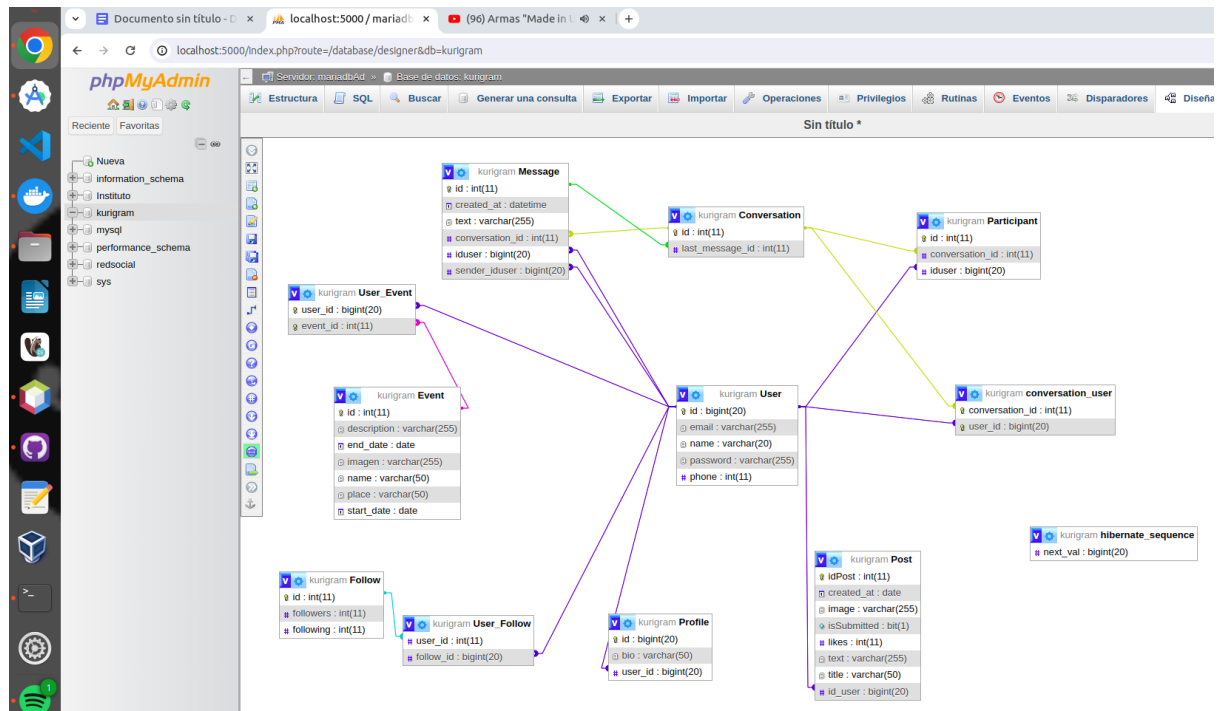 Documento sin título - D
localhost:5000 / mariadb
(96) Armas "Made in U
localhost:5000/index.php?route=/database/designer&db=kurigram
phpMyAdmin
Reciente Favoritas
Nueva
information_schema
Instituto
kurigram
mysql
performance_schema
redsocial
sys
Servidor: mariadbAd » Base de datos: kurigram
Estructura SQL Buscar Generar una consulta Exportar Importar Operaciones Privilegios Rutinas Eventos Disparadores Diseña
Sin título *
kurigram Message
id : int(11)
created_at : datetime
text : varchar(255)
conversation_id : int(11)
iduser : bigint(20)
sender_iduser : bigint(20)
kurigram Conversation
id : int(11)
last_message_id : int(11)
kurigram Participant
id : int(11)
conversation_id : int(11)
iduser : bigint(20)
kurigram User_Event
user_id : bigint(20)
event_id : int(11)
kurigram Event
id : int(11)
description : varchar(255)
end_date : date
imagen : varchar(255)
name : varchar(50)
place : varchar(50)
start_date : date
kurigram User
id : bigint(20)
email : varchar(255)
name : varchar(20)
password : varchar(255)
phone : int(11)
kurigram conversation_user
conversation_id : int(11)
user_id : bigint(20)
kurigram hibernate_sequence
next_val : bigint(20)
kurigram Post
idPost : int(11)
created_at : date
image : varchar(255)
isSubmitted : bit(1)
likes : int(11)
text : varchar(255)
title : varchar(50)
id_user : bigint(20)
kurigram Follow
id : int(11)
followers : int(11)
following : int(11)
kurigram User_Follow
user_id : int(11)
follow_id : bigint(20)
kurigram Profile
id : bigint(20)
bio : varchar(50)
user_id : bigint(20)
1